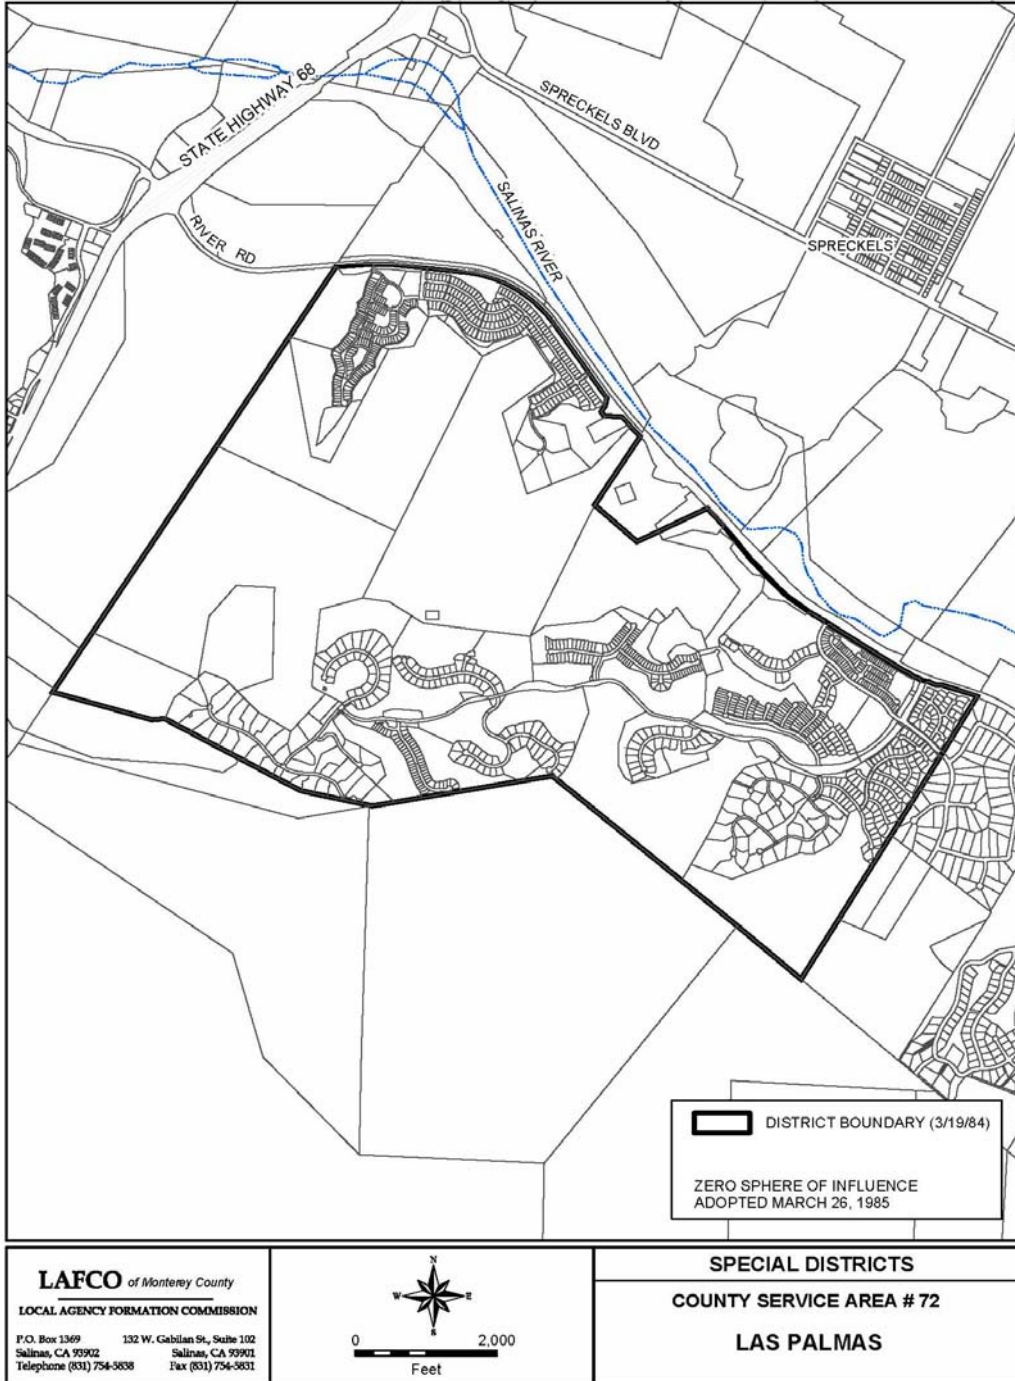 STATE HIGHWAY 68
SPRECKELS BLVD
SALINAS RIVER
RIVER RD
SPRECKELS
DISTRICT BOUNDARY (3/19/84)
ZERO SPHERE OF INFLUENCE
ADOPTED MARCH 26, 1985
LAFCO of Monterey County
LOCAL AGENCY FORMATION COMMISSION
P.O. Box 1369 132 W. Gabilan St., Suite 102
Salinas, CA 93902 Salinas, CA 93901
Telephone (831) 754-5838 Fax (831) 754-5831
N
W E
S
0 2,000
Feet
SPECIAL DISTRICTS
COUNTY SERVICE AREA # 72
LAS PALMAS